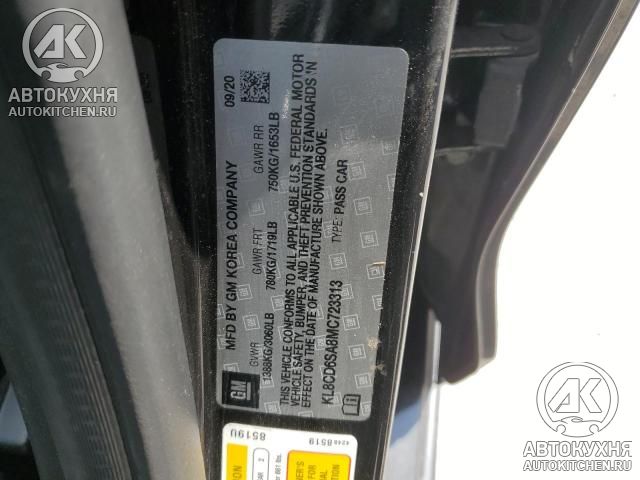 АВТОКУХНЯ
AUTOKITCHEN.RU
MFD BY GM KOREA COMPANY 09/20
GVWR GAWR FRT GAWR RR
1388KG/3060LB 780KG/1719LB 750KG/1653LB
THIS VEHICLE CONFORMS TO ALL APPLICABLE U.S. FEDERAL MOTOR
VEHICLE SAFETY, BUMPER, AND THEFT PREVENTION STANDARDS IN
EFFECT ON THE DATE OF MANUFACTURE SHOWN ABOVE.
KL8CD6SA8MC723313 TYPE: PASS CAR
GM
8519U
4248 8519
АВТОКУХНЯ
AUTOKITCHEN.RU